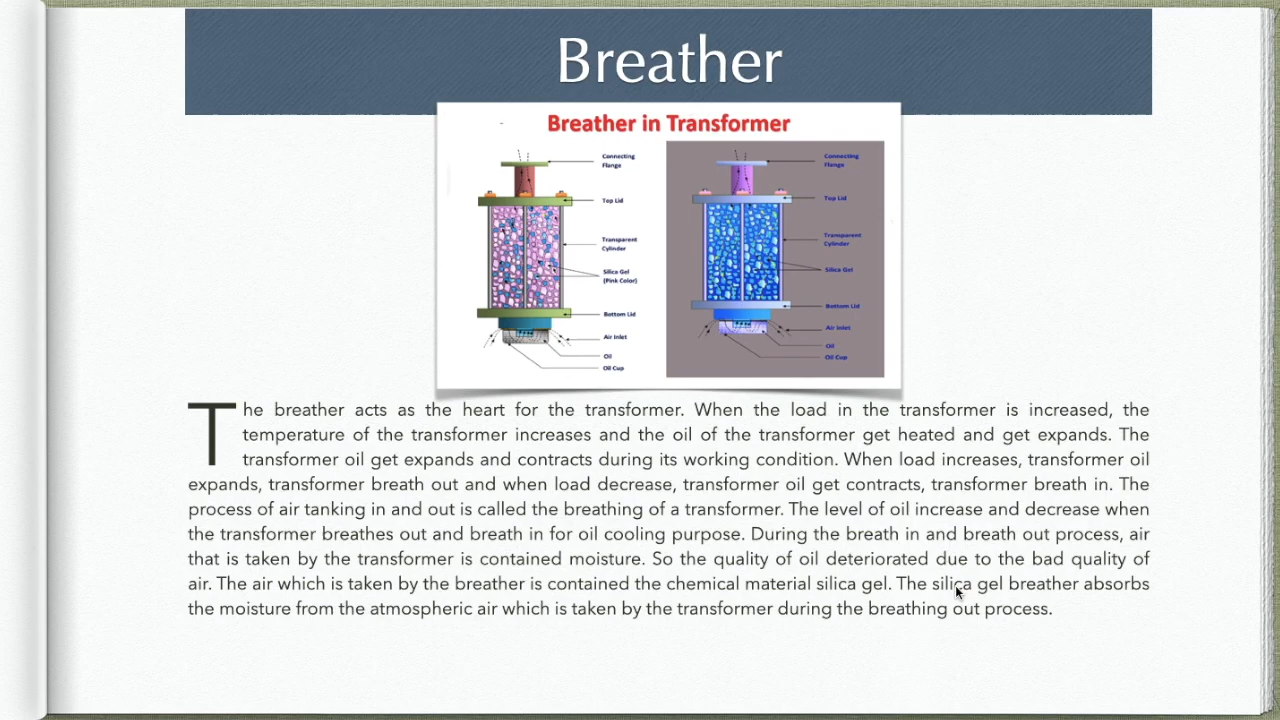 Breather
Breather in Transformer
Connecting
Flange
Top Lid
Transparent
Cylinder
Silica Gel
(Pink Color)
Bottom Lid
Air Inlet
Oil
Oil Cup
Connecting
Flange
Top Lid
Transparent
Cylinder
Silica Gel
Bottom Lid
Air Inlet
Oil
Oil Cup
The breather acts as the heart for the transformer. When the load in the transformer is increased, the
temperature of the transformer increases and the oil of the transformer get heated and get expands. The
transformer oil get expands and contracts during its working condition. When load increases, transformer oil
expands, transformer breath out and when load decrease, transformer oil get contracts, transformer breath in. The
process of air tanking in and out is called the breathing of a transformer. The level of oil increase and decrease when
the transformer breathes out and breath in for oil cooling purpose. During the breath in and breath out process, air
that is taken by the transformer is contained moisture. So the quality of oil deteriorated due to the bad quality of
air. The air which is taken by the breather is contained the chemical material silica gel. The silica gel breather absorbs
the moisture from the atmospheric air which is taken by the transformer during the breathing out process.